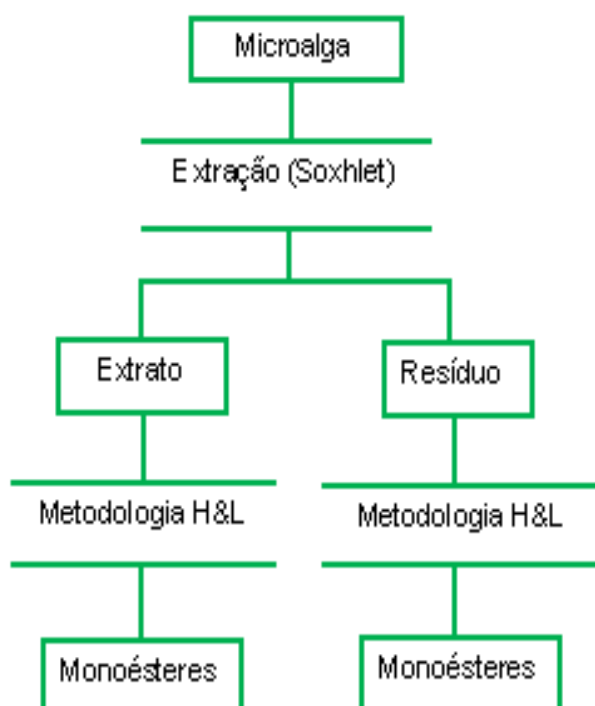 Microalga
Extração (Soxhlet)
Extrato
Resíduo
Metodologia H&L
Metodologia H&L
Monoésteres
Monoésteres